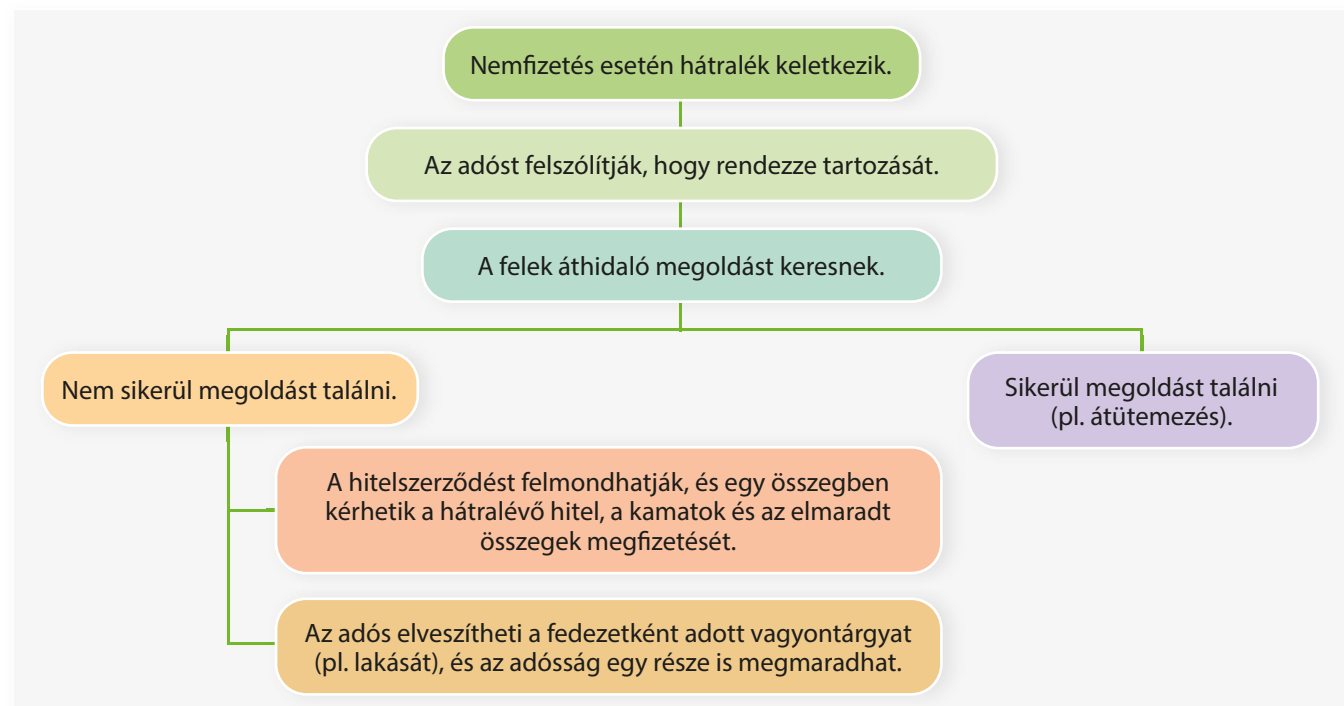 Nemfizetés esetén hátralék keletkezik.
Az adóst felszólítják, hogy rendezze tartozását.
A felek áthidaló megoldást keresnek.
Nem sikerül megoldást találni.
Sikerül megoldást találni
(pl. átütemezés).
A hitelszerződést felmondhatják, és egy összegben
kérhetik a hátralévő hitel, a kamatok és az elmaradt
összegek megfizetését.
Az adós elveszítheti a fedezetként adott vagyontárgyat
(pl. lakását), és az adósság egy része is megmaradhat.